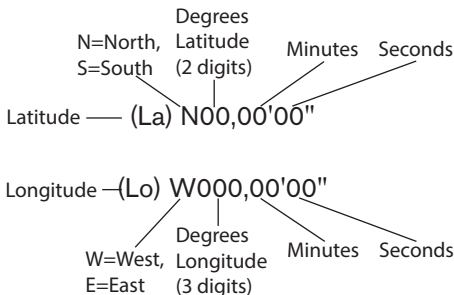 Degrees
Latitude
(2 digits)
N=North,
S=South
Minutes
Seconds
Latitude
(La) N00,00'00"
Longitude
(Lo) W000,00'00"
W=West,
E=East
Degrees
Longitude
(3 digits)
Minutes
Seconds